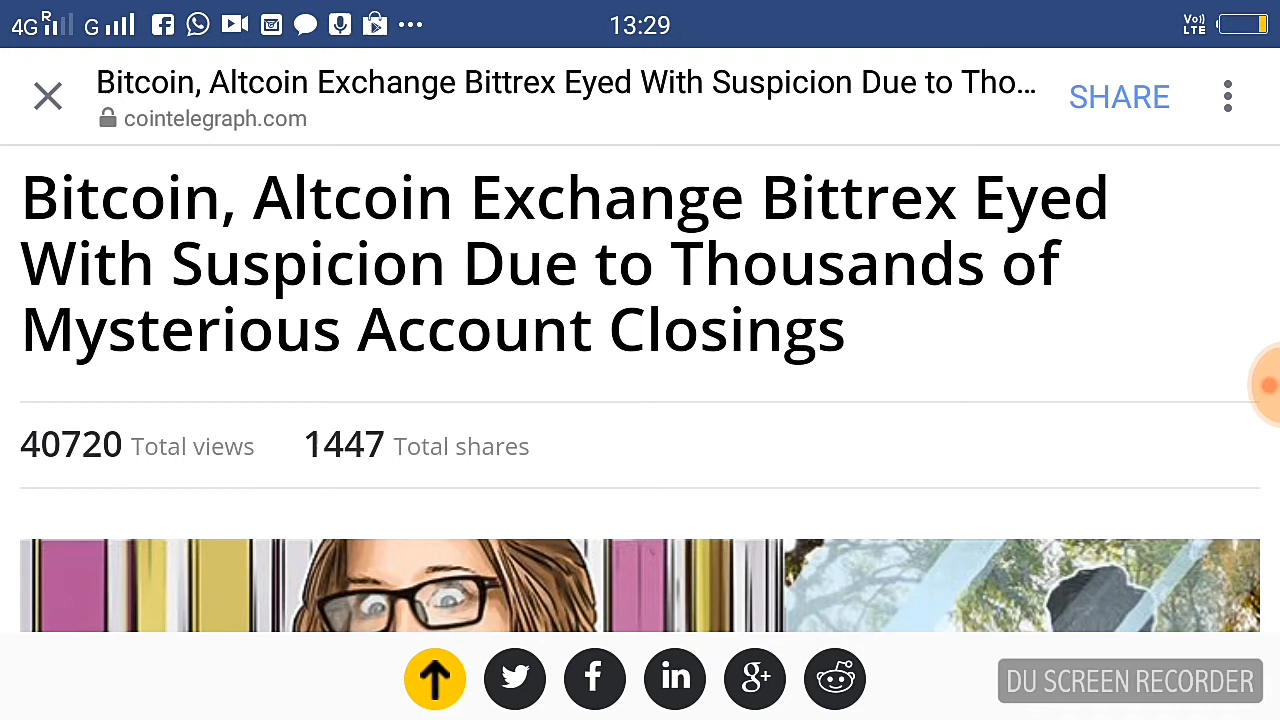 4G R G 13:29 Vo)) LTE
Bitcoin, Altcoin Exchange Bittrex Eyed With Suspicion Due to Tho...
SHARE
cointelegraph.com
Bitcoin, Altcoin Exchange Bittrex Eyed
With Suspicion Due to Thousands of
Mysterious Account Closings
40720 Total views 1447 Total shares
f in g+
DU SCREEN RECORDER